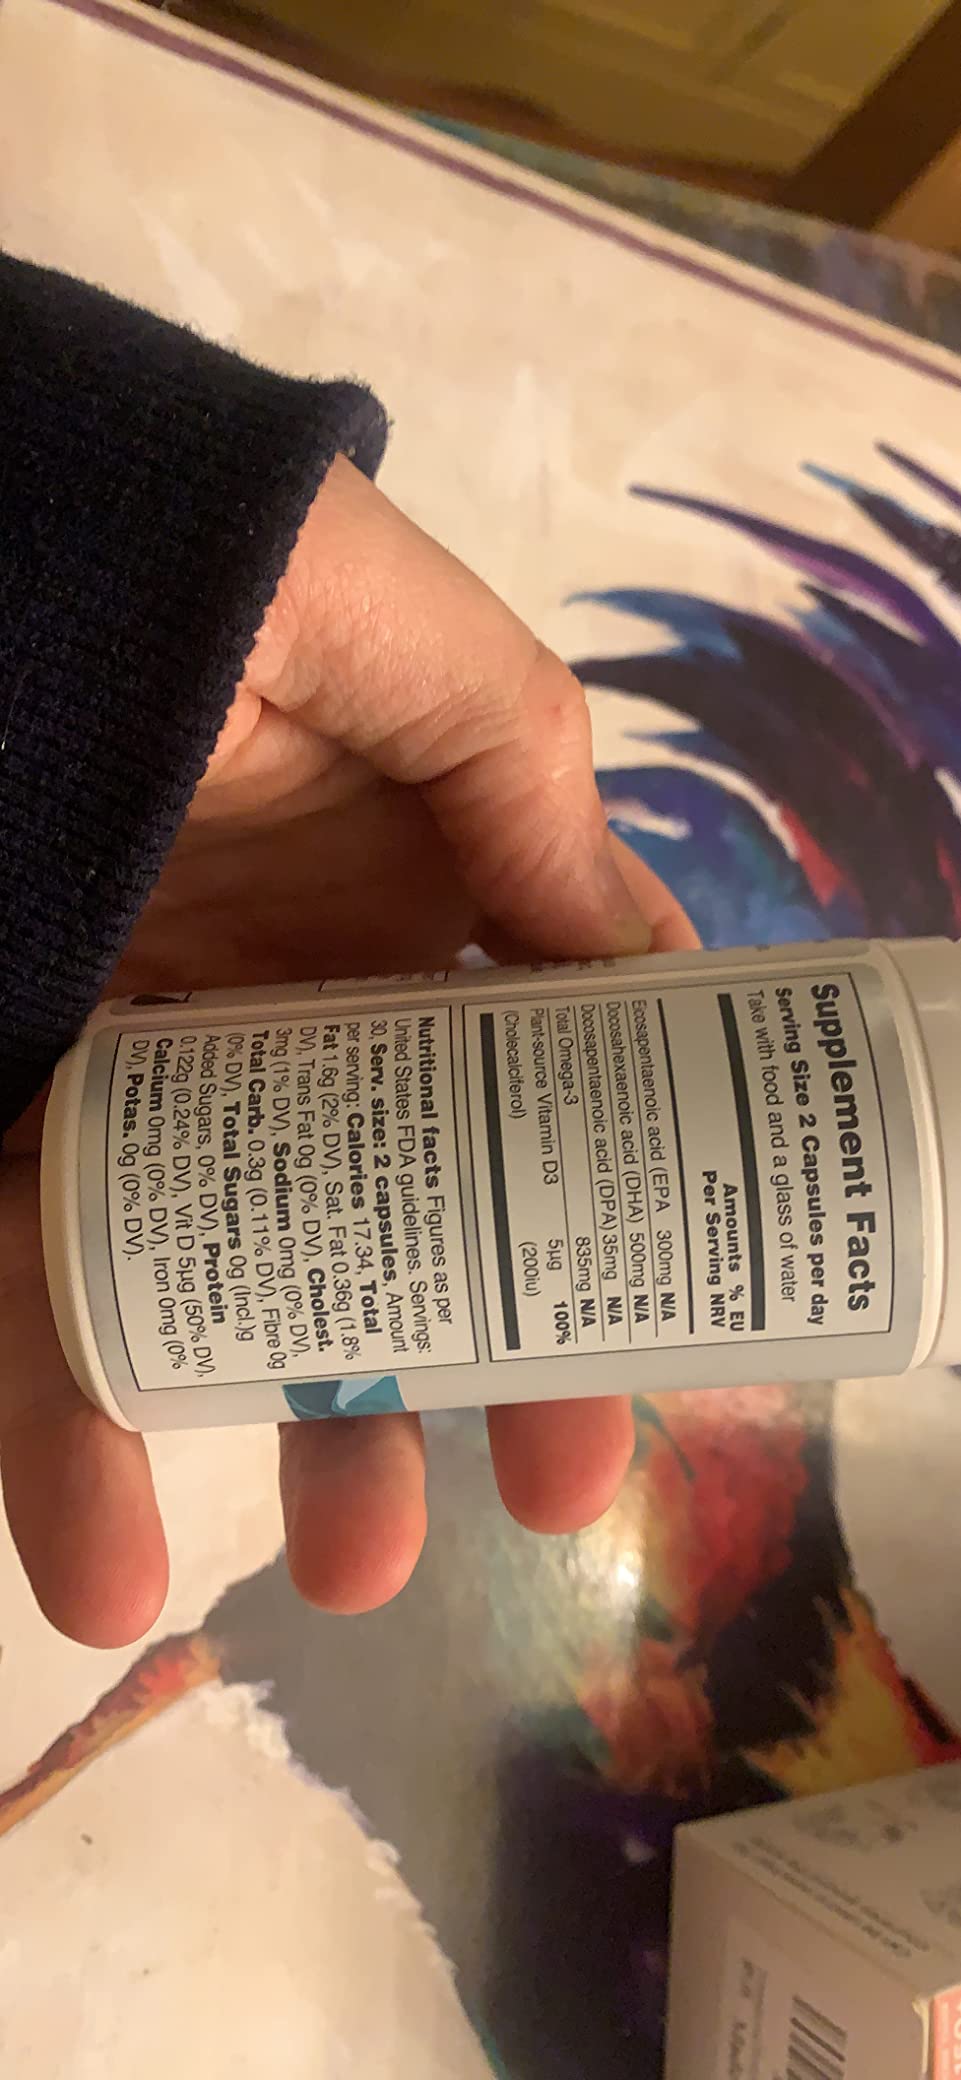 Supplement Facts
Serving Size 2 Capsules per day
Take with food and a glass of water
Amounts % EU
Per Serving NRV
Eicosapentaenoic acid (EPA 300mg N/A
Docosahexaenoic acid (DHA) 500mg N/A
Docosapentaenoic acid (DPA) 35mg N/A
Total Omega-3 835mg N/A
Plant-source Vitamin D3 5µg 100%
(Cholecalciferol) (200iu)
Nutritional facts Figures as per
United States FDA guidelines. Servings:
30, Serv. size: 2 capsules, Amount
per serving: Calories 17.34, Total
Fat 1.6g (2% DV), Sat. Fat 0.36g (1.8%
DV), Trans Fat 0g (0% DV), Cholest.
3mg (1% DV), Sodium 0mg (0% DV),
Total Carb. 0.3g (0.11% DV), Fibre 0g
(0% DV), Total Sugars 0g (Incl.)g
Added Sugars, 0% DV), Protein
0.122g (0.24% DV), Vit D 5µg (50% DV),
Calcium 0mg (0% DV), Iron 0mg (0%
DV), Potas. 0g (0% DV).